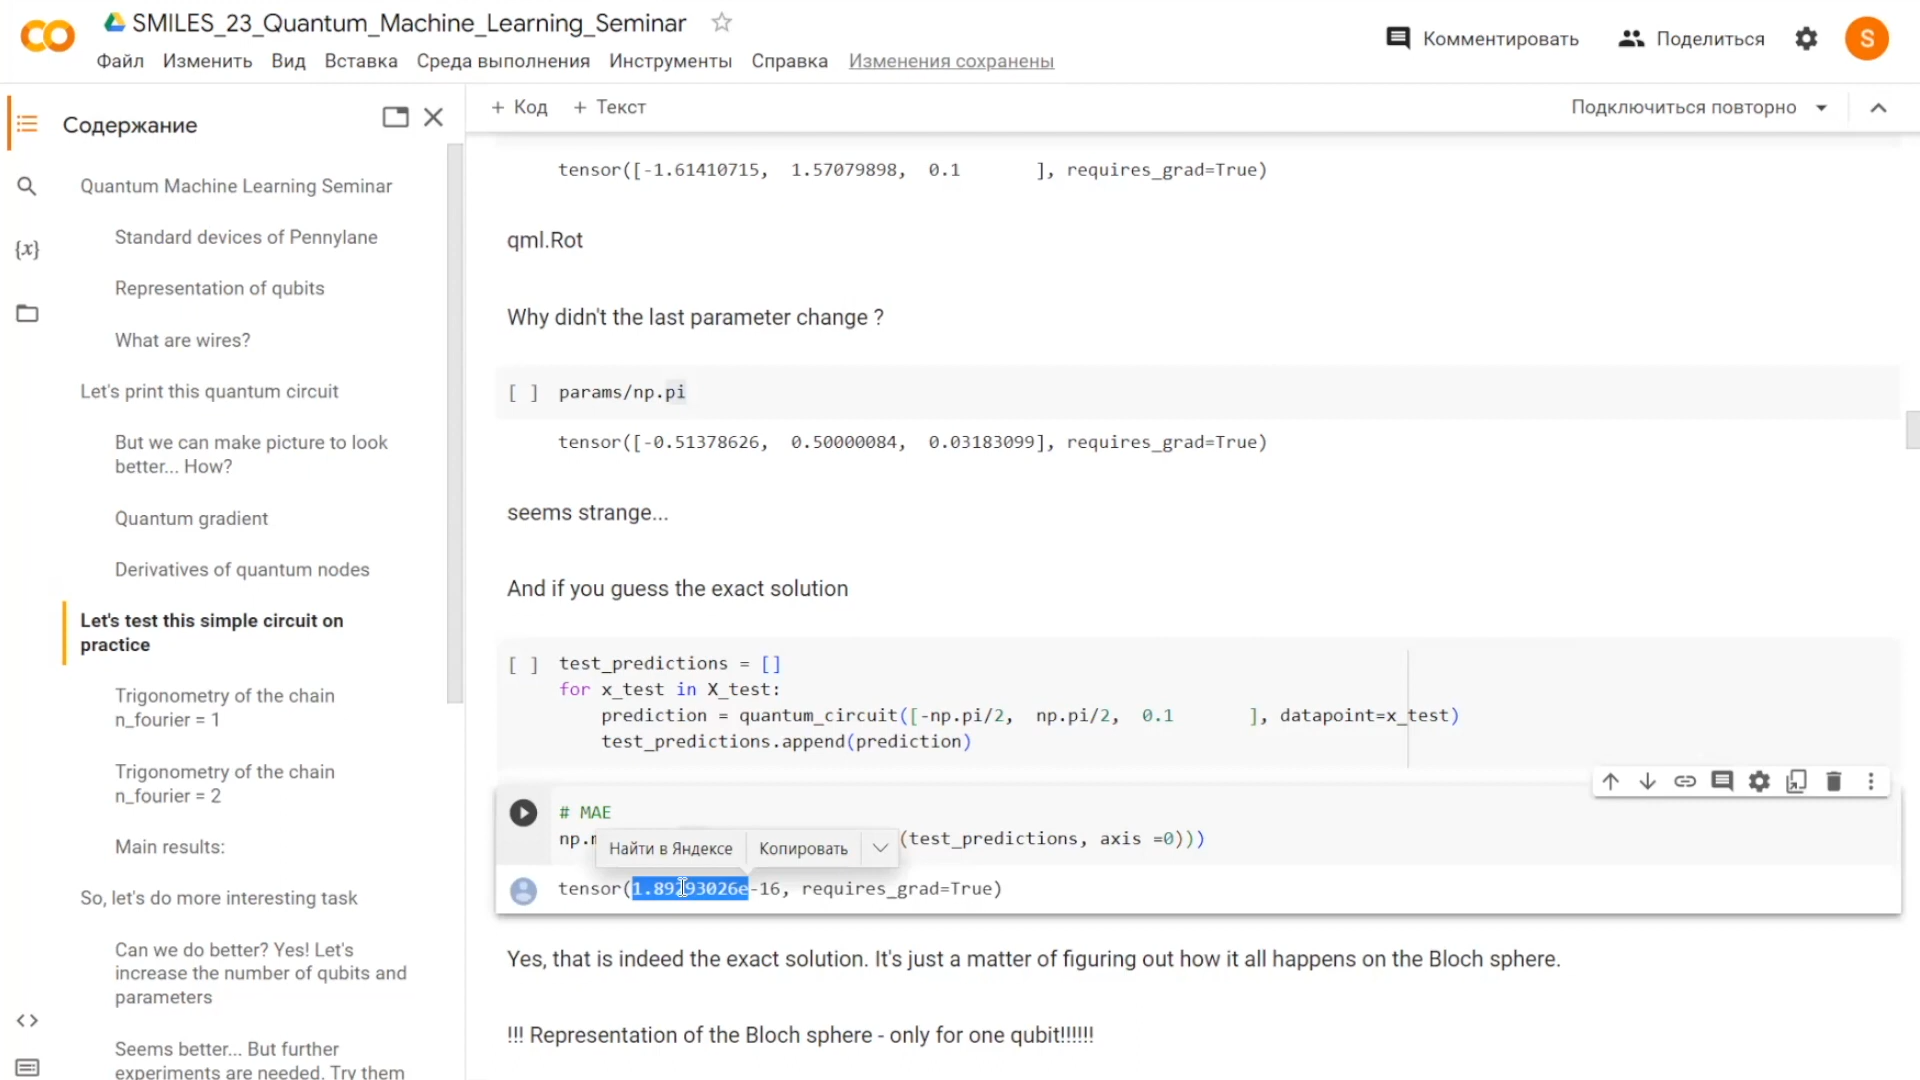 SMILES_23_Quantum_Machine_Learning_Seminar
Файл Изменить Вид Вставка Среда выполнения Инструменты Справка Изменения сохранены
Комментировать Поделиться S
Содержание
+ Код + Текст
Подключиться повторно
Quantum Machine Learning Seminar
Standard devices of Pennylane
Representation of qubits
What are wires?
Let's print this quantum circuit
But we can make picture to look
better... How?
Quantum gradient
Derivatives of quantum nodes
Let's test this simple circuit on
practice
Trigonometry of the chain
n_fourier = 1
Trigonometry of the chain
n_fourier = 2
Main results:
So, let's do more interesting task
Can we do better? Yes! Let's
increase the number of qubits and
parameters
Seems better... But further
experiments are needed. Try them
{x}
<>
tensor([-1.61410715, 1.57079898, 0.1 ], requires_grad=True)
qml.Rot
Why didn't the last parameter change ?
[ ] params/np.pi
tensor([-0.51378626, 0.50000084, 0.03183099], requires_grad=True)
seems strange...
And if you guess the exact solution
[ ] test_predictions = []
for x_test in X_test:
prediction = quantum_circuit([-np.pi/2, np.pi/2, 0.1 ], datapoint=x_test)
test_predictions.append(prediction)
# MAE
(test_predictions, axis =0)))
Найти в Яндексе Копировать
tensor(1.89293026e-16, requires_grad=True)
Yes, that is indeed the exact solution. It's just a matter of figuring out how it all happens on the Bloch sphere.
!!! Representation of the Bloch sphere - only for one qubit!!!!!!